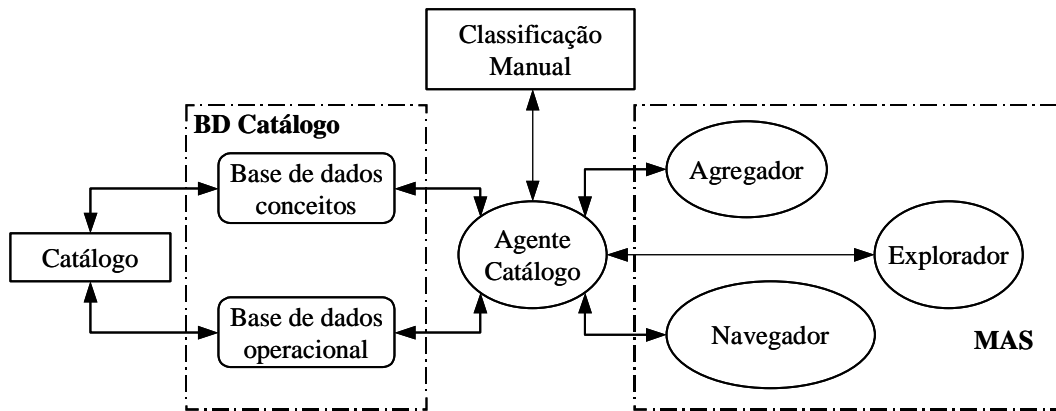 Classificação
Manual
BD Catálogo
Base de dados
conceitos
Agregador
Catálogo
Agente
Catálogo
Explorador
Base de dados
operacional
Navegador
MAS